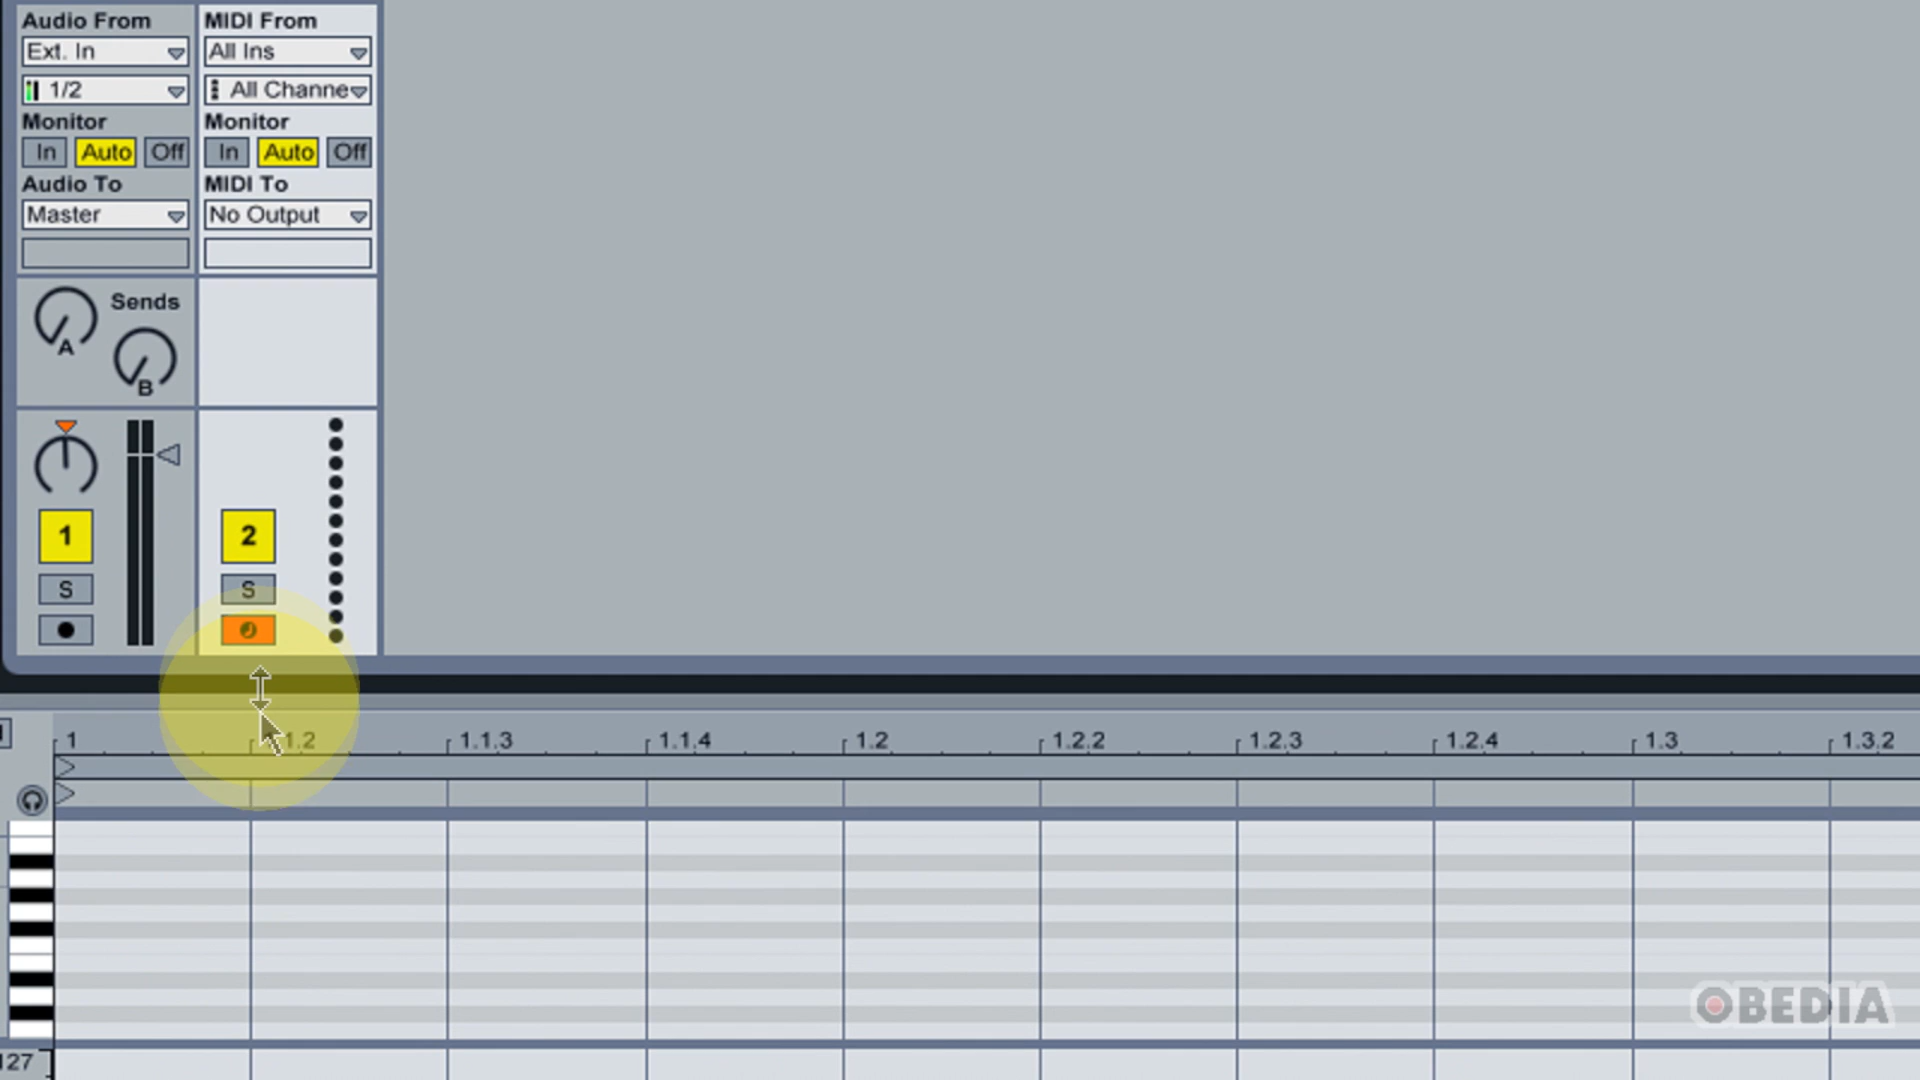 Audio From MIDI From
Ext. In All Ins
1/2 All Channe
Monitor Monitor
In Auto Off In Auto Off
Audio To MIDI To
Master No Output
Sends
A
B
1 2
S S
1 1.2 1.1.3 1.1.4 1.2 1.2.2 1.2.3 1.2.4 1.3 1.3.2
OBEDIA
127